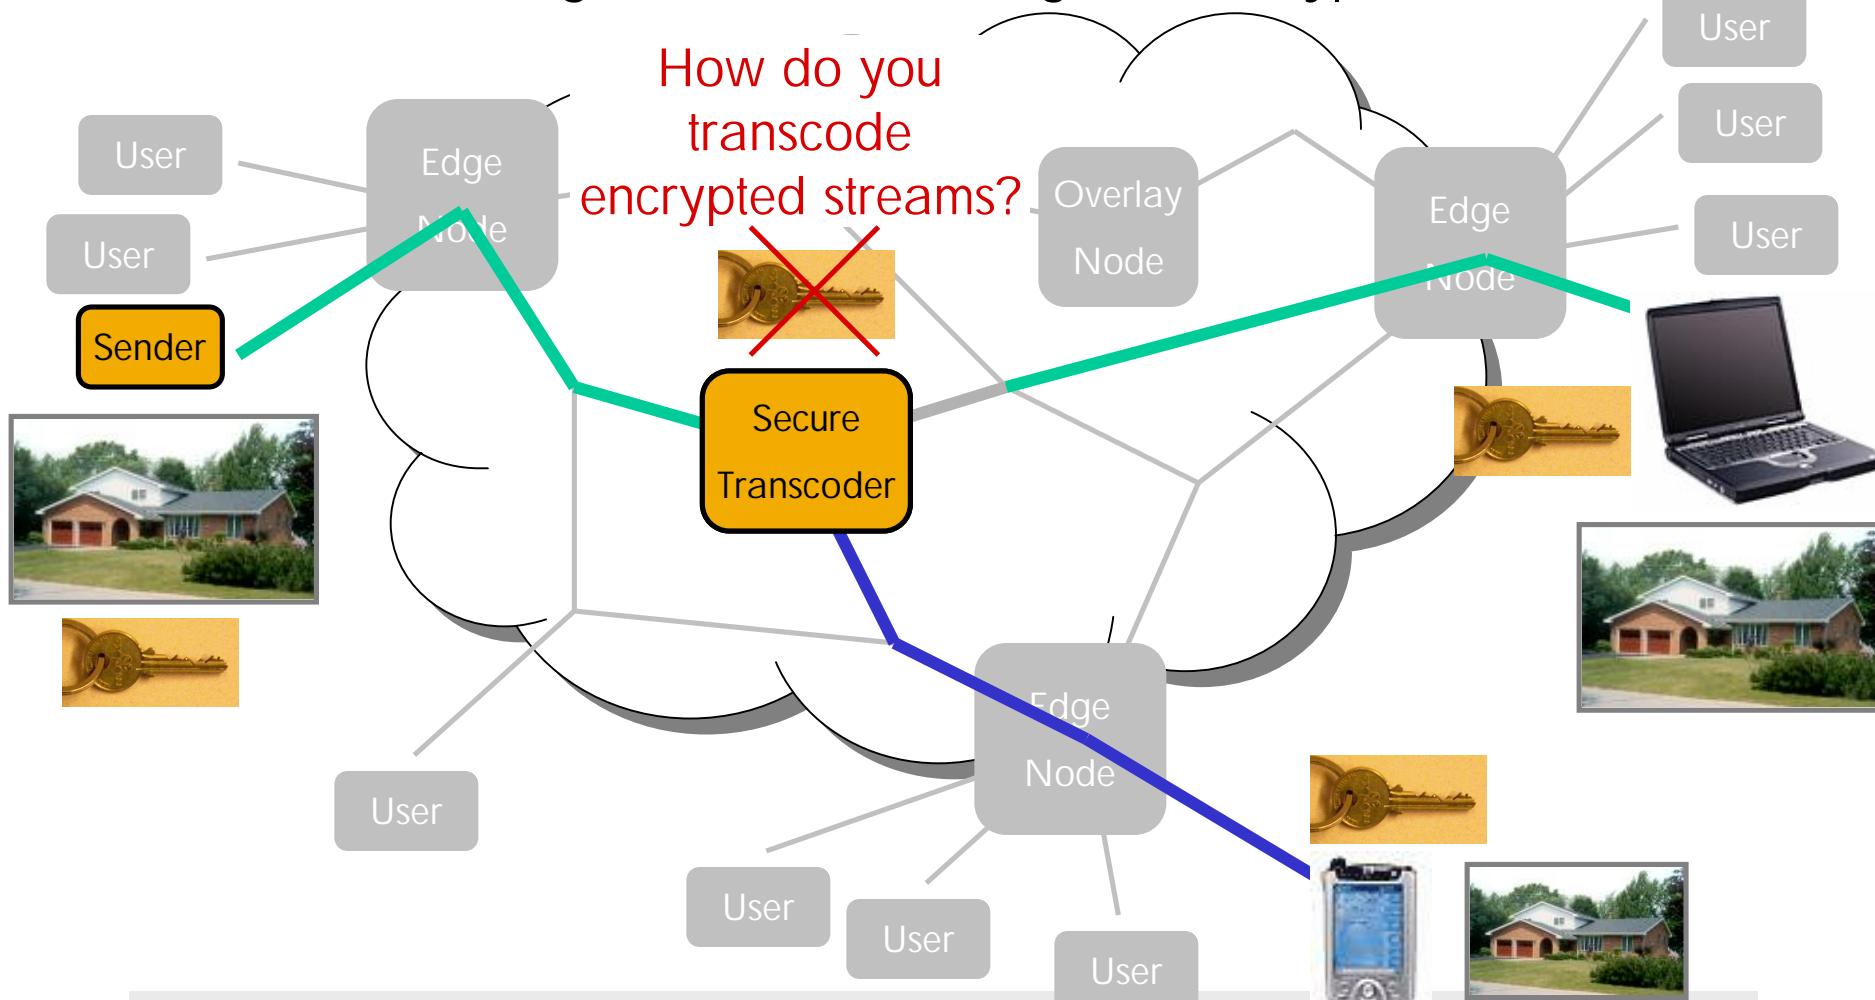 How do you
transcode
encrypted streams?
User
User
Edge
Node
Sender
Overlay
Node
Edge
Node
User
User
User
Secure
Transcoder
Edge
Node
User
User
User
User